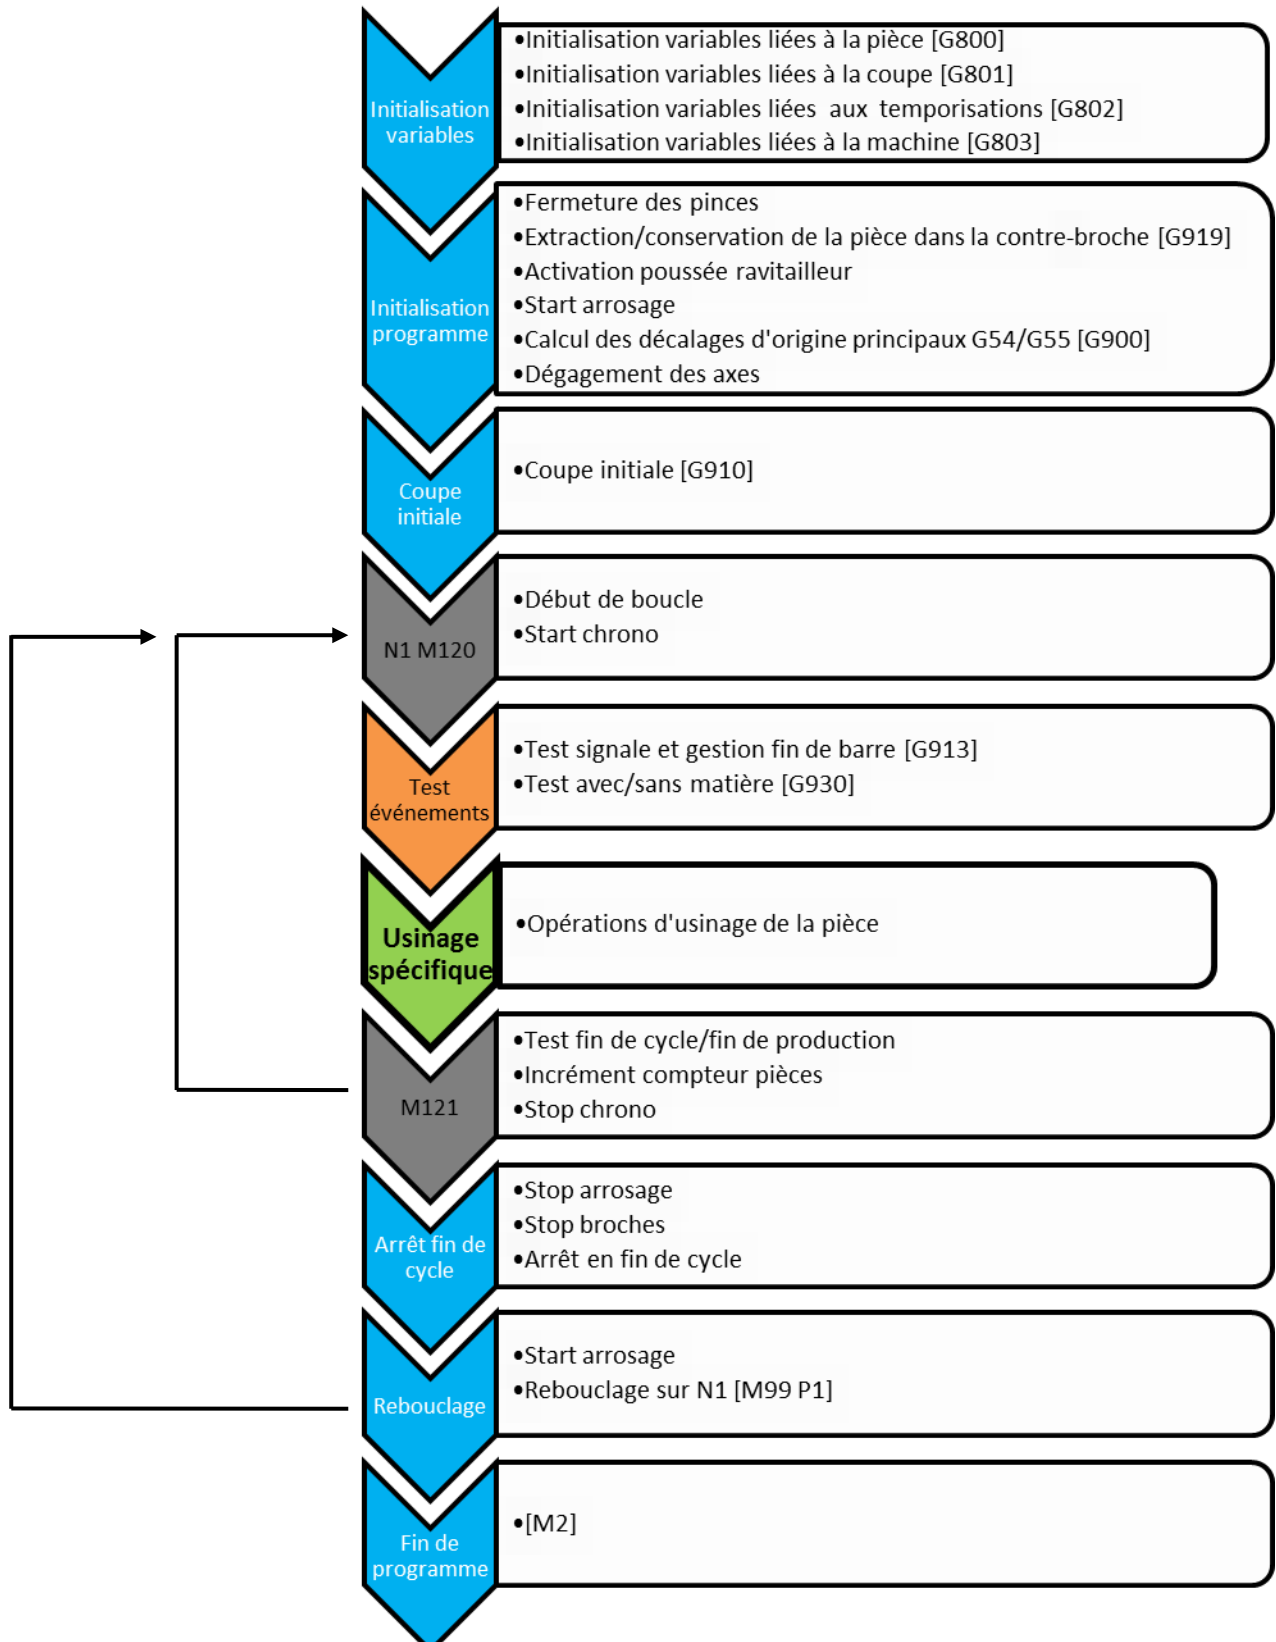 Initialisation
variables
•Initialisation variables liées à la pièce [G800]
•Initialisation variables liées à la coupe [G801]
•Initialisation variables liées aux temporisations [G802]
•Initialisation variables liées à la machine [G803]
Initialisation
programme
•Fermeture des pinces
•Extraction/conservation de la pièce dans la contre-broche [G919]
•Activation poussée ravitailleur
•Start arrosage
•Calcul des décalages d'origine principaux G54/G55 [G900]
•Dégagement des axes
Coupe
initiale
•Coupe initiale [G910]
N1 M120
•Début de boucle
•Start chrono
Test
événements
•Test signale et gestion fin de barre [G913]
•Test avec/sans matière [G930]
Usinage
spécifique
•Opérations d'usinage de la pièce
M121
•Test fin de cycle/fin de production
•Incrément compteur pièces
•Stop chrono
Arrêt fin de
cycle
•Stop arrosage
•Stop broches
•Arrêt en fin de cycle
Rebouclage
•Start arrosage
•Rebouclage sur N1 [M99 P1]
Fin de
programme
•[M2]